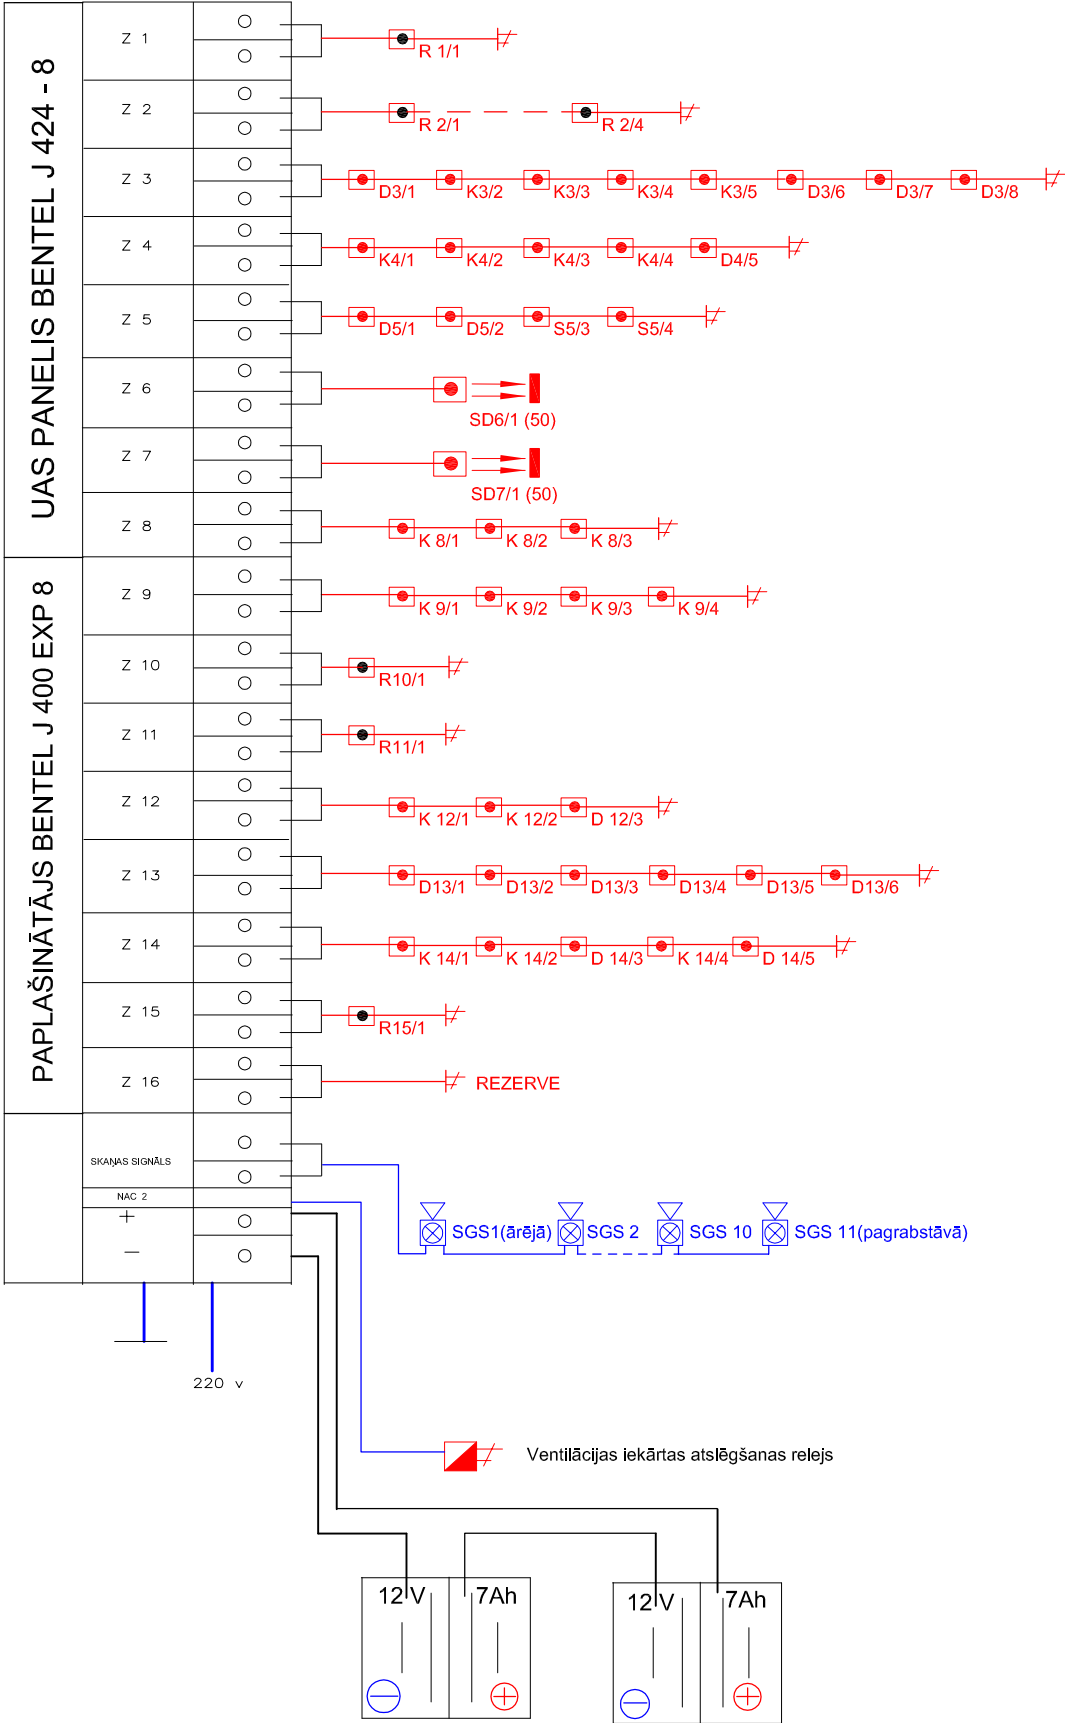 UAS PANELIS BENTEL J 424 - 8
PAPLAŠINĀTĀJS BENTEL J 400 EXP 8
Z 1
R 1/1
Z 2
R 2/1 R 2/4
Z 3
D3/1 K3/2 K3/3 K3/4 K3/5 D3/6 D3/7 D3/8
Z 4
K4/1 K4/2 K4/3 K4/4 D4/5
Z 5
D5/1 D5/2 S5/3 S5/4
Z 6
SD6/1 (50)
Z 7
SD7/1 (50)
Z 8
K 8/1 K 8/2 K 8/3
Z 9
K 9/1 K 9/2 K 9/3 K 9/4
Z 10
R10/1
Z 11
R11/1
Z 12
K 12/1 K 12/2 D 12/3
Z 13
D13/1 D13/2 D13/3 D13/4 D13/5 D13/6
Z 14
K 14/1 K 14/2 D 14/3 K 14/4 D 14/5
Z 15
R15/1
Z 16
REZERVE
SKAŅAS SIGNĀLS
NAC 2
+
−
SGS1(ārējā) SGS 2 SGS 10 SGS 11(pagrabstāvā)
220 v
Ventilācijas iekārtas atslēgšanas relejs
12 V 7Ah
12 V 7Ah